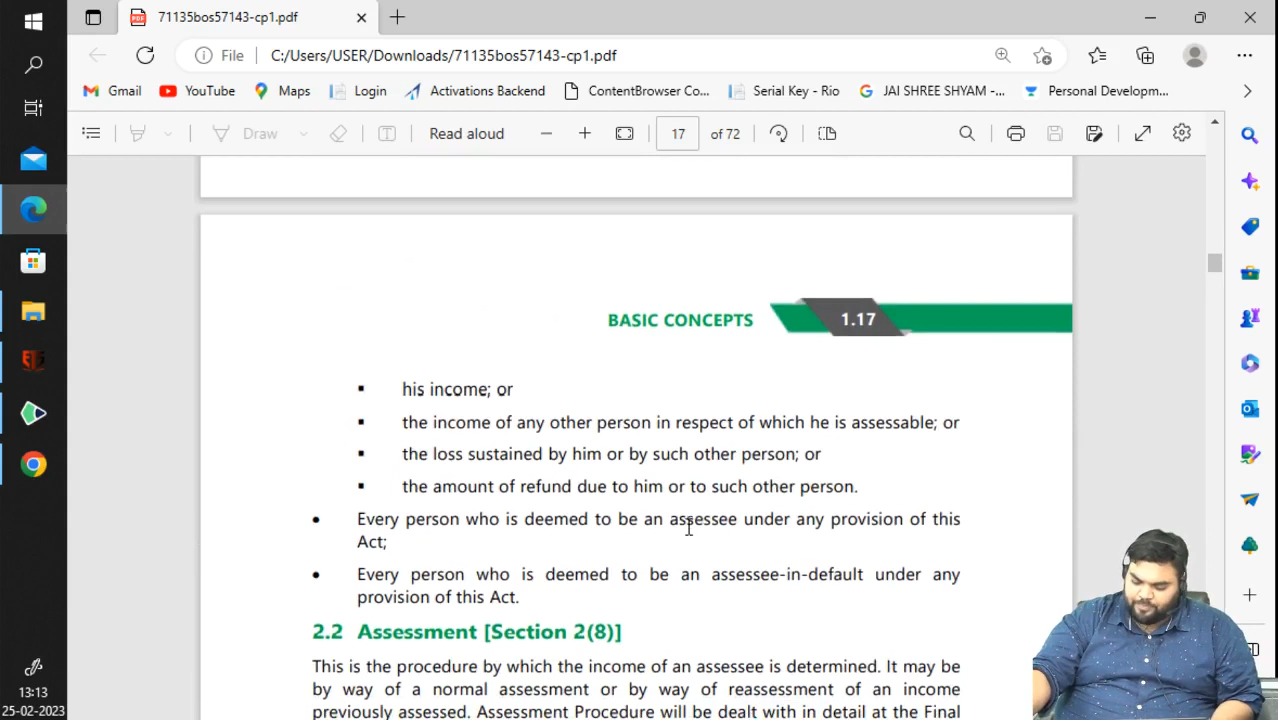 71135bos57143-cp1.pdf
File C:/Users/USER/Downloads/71135bos57143-cp1.pdf
Gmail YouTube Maps Login Activations Backend ContentBrowser Co... Serial Key - Rio JAI SHREE SHYAM -... Personal Developm...
Draw Read aloud 17 of 72
BASIC CONCEPTS 1.17
▪ his income; or
▪ the income of any other person in respect of which he is assessable; or
▪ the loss sustained by him or by such other person; or
▪ the amount of refund due to him or to such other person.
• Every person who is deemed to be an assessee under any provision of this
Act;
• Every person who is deemed to be an assessee-in-default under any
provision of this Act.
2.2 Assessment [Section 2(8)]
This is the procedure by which the income of an assessee is determined. It may be
by way of a normal assessment or by way of reassessment of an income
previously assessed. Assessment Procedure will be dealt with in detail at the Final
13:13
25-02-2023